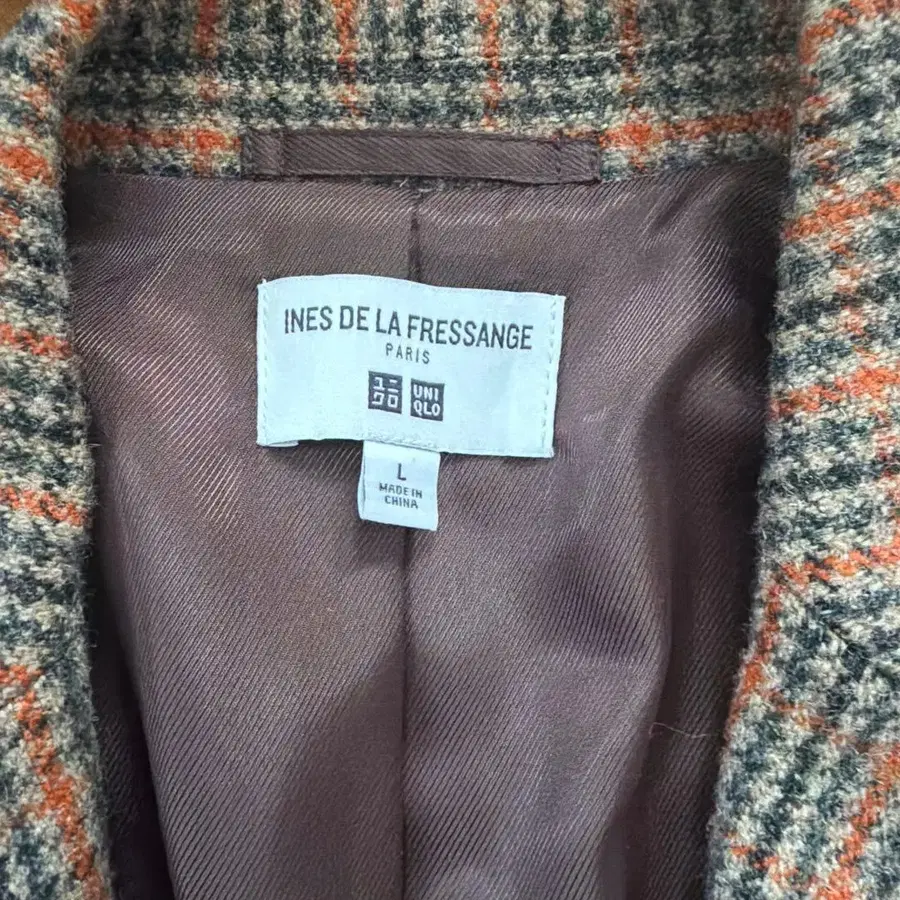 INES DE LA FRESSANGE
PARIS
ユニ UNI
クロ QLO
L
MADE IN
CHINA